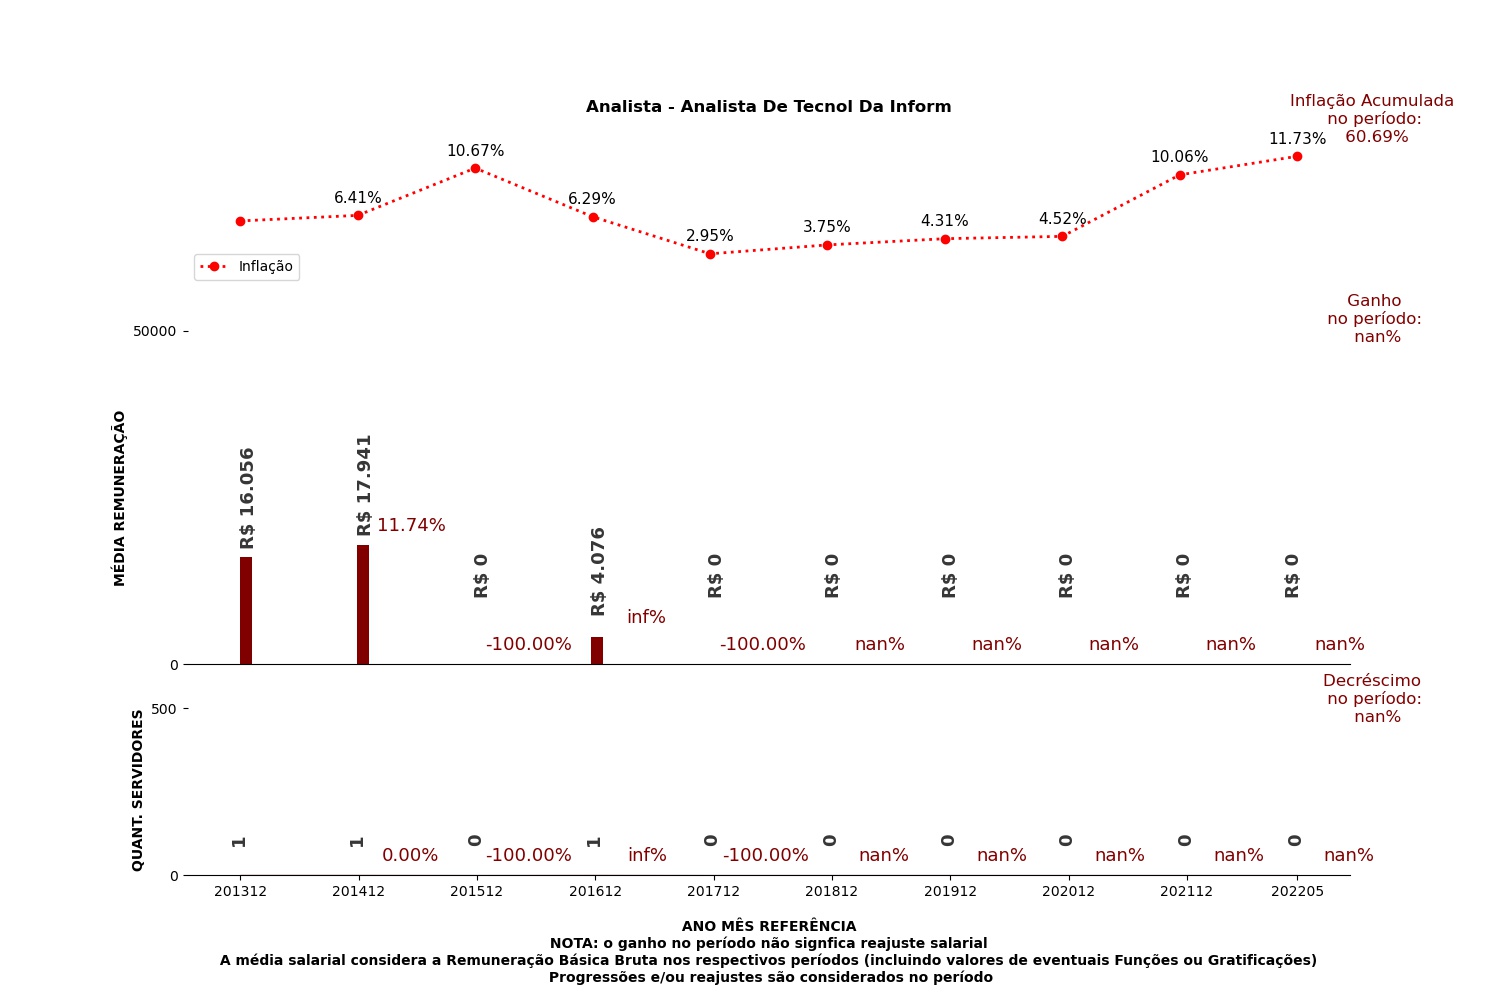 Analista - Analista De Tecnol Da Inform
Inflação Acumulada
no período:
60.69%
6.41%
10.67%
6.29%
2.95%
3.75%
4.31%
4.52%
10.06%
11.73%
Inflação
Ganho
no período:
nan%
50000
0
MÉDIA REMUNERAÇÃO
R$ 16.056
R$ 17.941
R$ 0
R$ 4.076
R$ 0
R$ 0
R$ 0
R$ 0
R$ 0
R$ 0
11.74%
-100.00%
inf%
-100.00%
nan%
nan%
nan%
nan%
nan%
Decréscimo
no período:
nan%
500
0
QUANT. SERVIDORES
1
1
0
1
0
0
0
0
0
0
0.00%
-100.00%
inf%
-100.00%
nan%
nan%
nan%
nan%
nan%
201312
201412
201512
201612
201712
201812
201912
202012
202112
202205
ANO MÊS REFERÊNCIA
NOTA: o ganho no período não signfica reajuste salarial
A média salarial considera a Remuneração Básica Bruta nos respectivos períodos (incluindo valores de eventuais Funções ou Gratificações)
Progressões e/ou reajustes são considerados no período